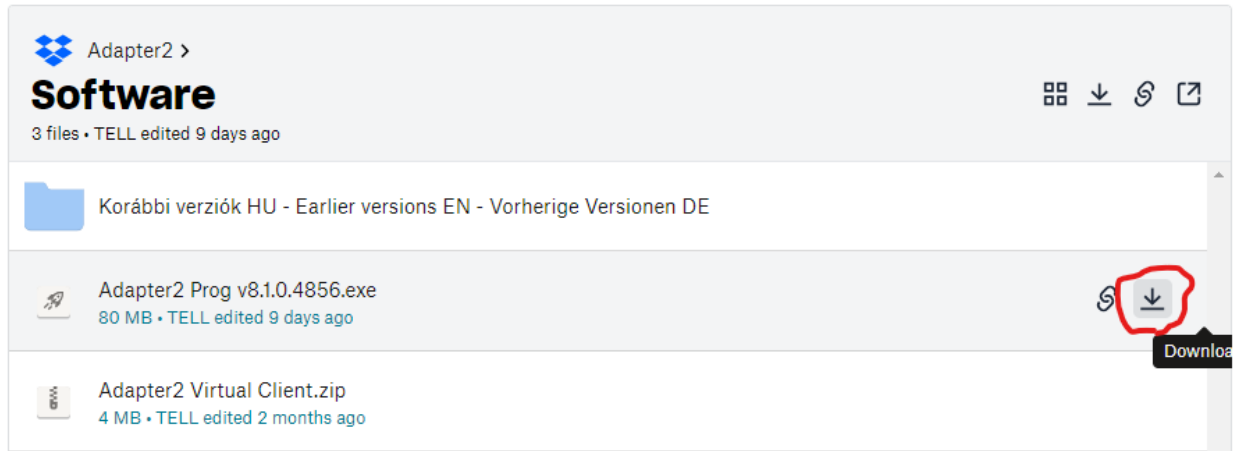 Adapter2 >
Software
3 files • TELL edited 9 days ago
Korábbi verziók HU - Earlier versions EN - Vorherige Versionen DE
Adapter2 Prog v8.1.0.4856.exe
80 MB • TELL edited 9 days ago
Downloa
Adapter2 Virtual Client.zip
4 MB • TELL edited 2 months ago